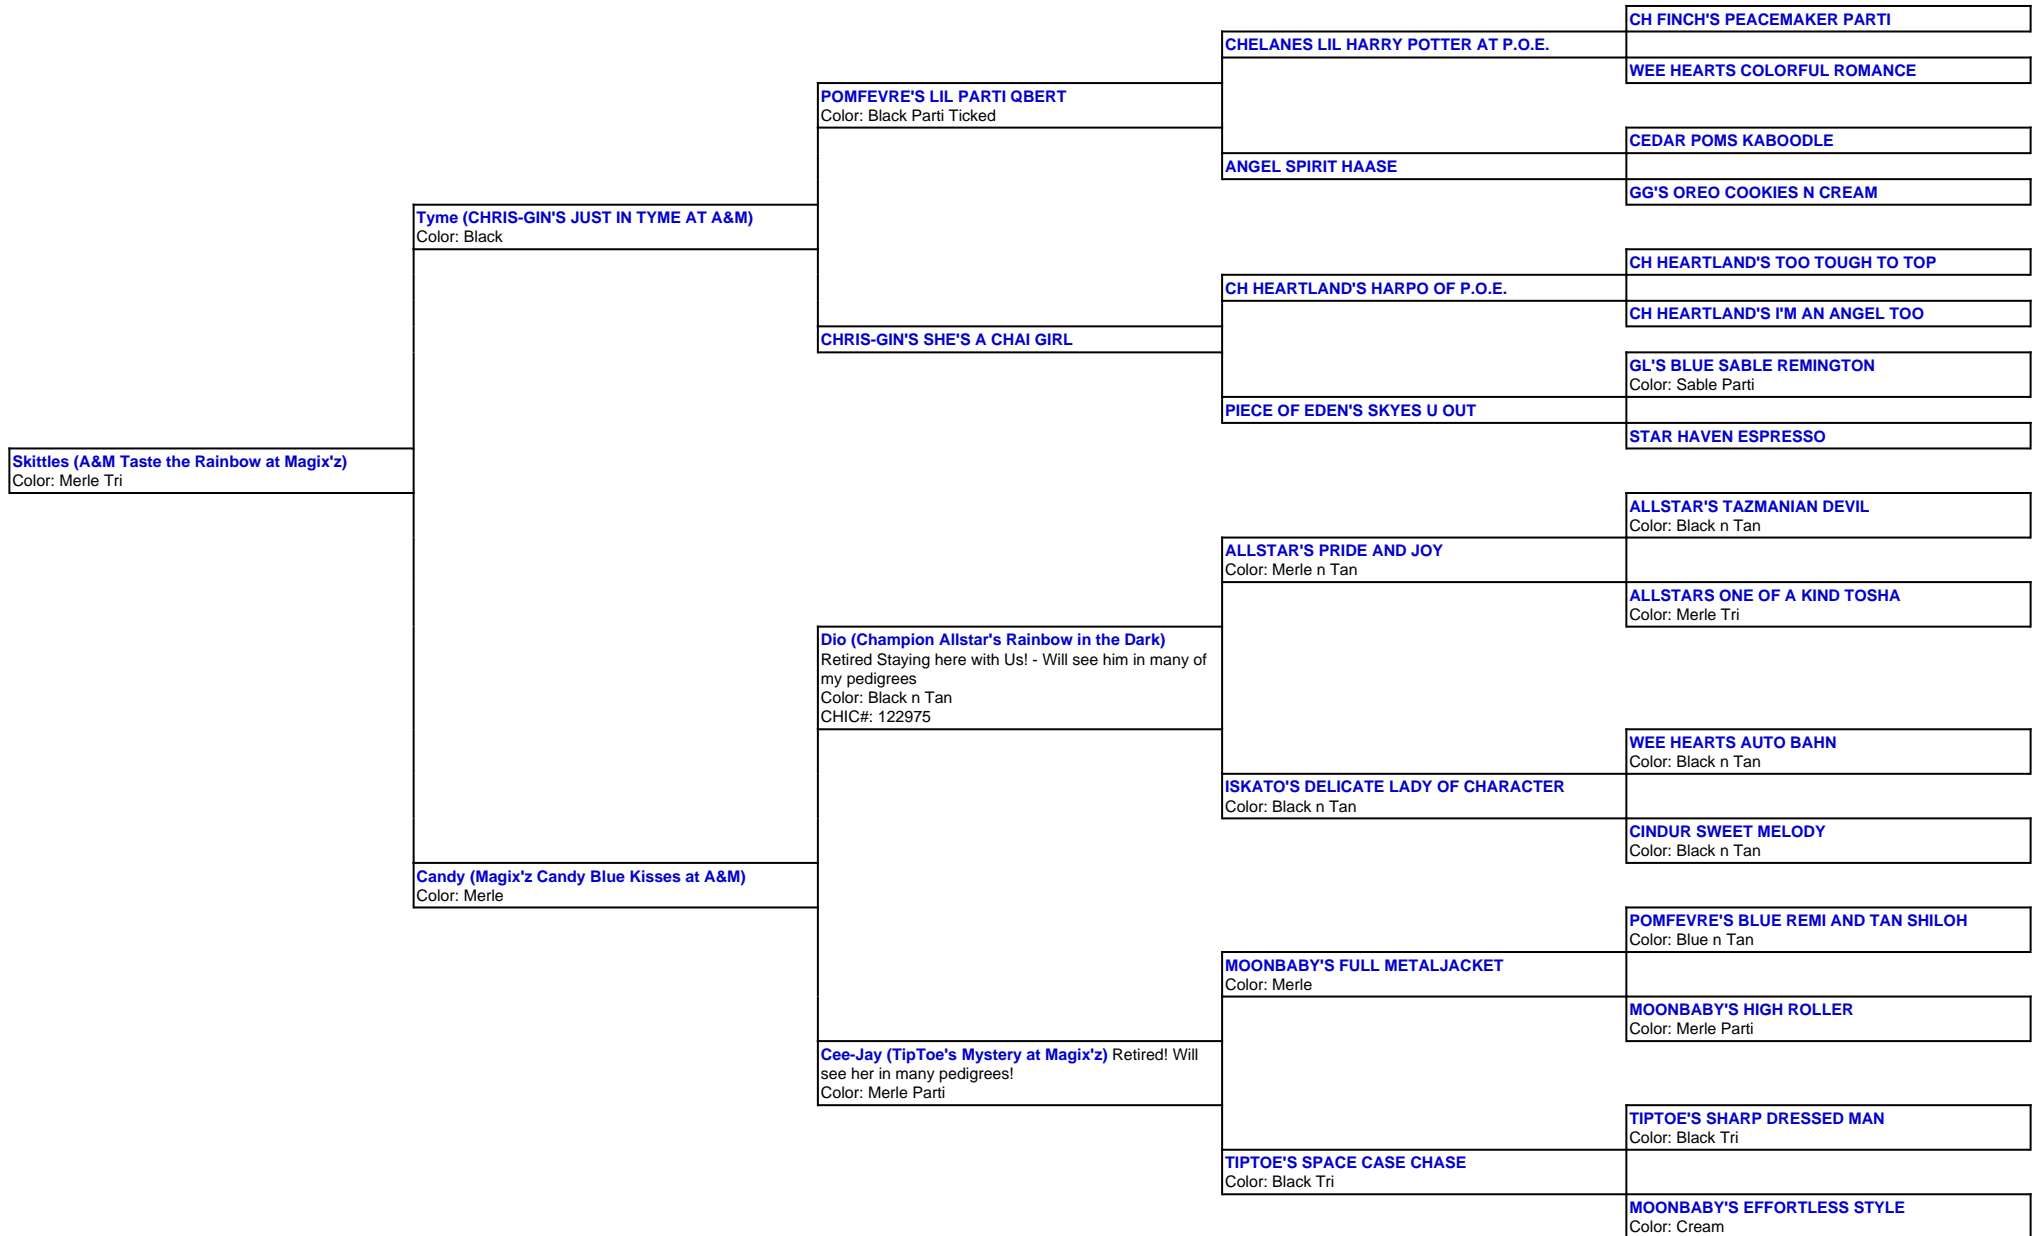 CH FINCH'S PEACEMAKER PARTI
CHELANES LIL HARRY POTTER AT P.O.E.
WEE HEARTS COLORFUL ROMANCE
POMFEVRE'S LIL PARTI QBERT
Color: Black Parti Ticked
CEDAR POMS KABOODLE
ANGEL SPIRIT HAASE
GG'S OREO COOKIES N CREAM
Tyme (CHRIS-GIN'S JUST IN TYME AT A&M)
Color: Black
CH HEARTLAND'S TOO TOUGH TO TOP
CH HEARTLAND'S HARPO OF P.O.E.
CH HEARTLAND'S I'M AN ANGEL TOO
CHRIS-GIN'S SHE'S A CHAI GIRL
GL'S BLUE SABLE REMINGTON
Color: Sable Parti
PIECE OF EDEN'S SKYES U OUT
STAR HAVEN ESPRESSO
Skittles (A&M Taste the Rainbow at Magix'z)
Color: Merle Tri
ALLSTAR'S TAZMANIAN DEVIL
Color: Black n Tan
ALLSTAR'S PRIDE AND JOY
Color: Merle n Tan
ALLSTARS ONE OF A KIND TOSHA
Color: Merle Tri
Dio (Champion Allstar's Rainbow in the Dark)
Retired Staying here with Us! - Will see him in many of
my pedigrees
Color: Black n Tan
CHIC#: 122975
WEE HEARTS AUTO BAHN
Color: Black n Tan
ISKATO'S DELICATE LADY OF CHARACTER
Color: Black n Tan
CINDUR SWEET MELODY
Color: Black n Tan
Candy (Magix'z Candy Blue Kisses at A&M)
Color: Merle
POMFEVRE'S BLUE REMI AND TAN SHILOH
Color: Blue n Tan
MOONBABY'S FULL METALJACKET
Color: Merle
MOONBABY'S HIGH ROLLER
Color: Merle Parti
Cee-Jay (TipToe's Mystery at Magix'z) Retired! Will
see her in many pedigrees!
Color: Merle Parti
TIPTOE'S SHARP DRESSED MAN
Color: Black Tri
TIPTOE'S SPACE CASE CHASE
Color: Black Tri
MOONBABY'S EFFORTLESS STYLE
Color: Cream